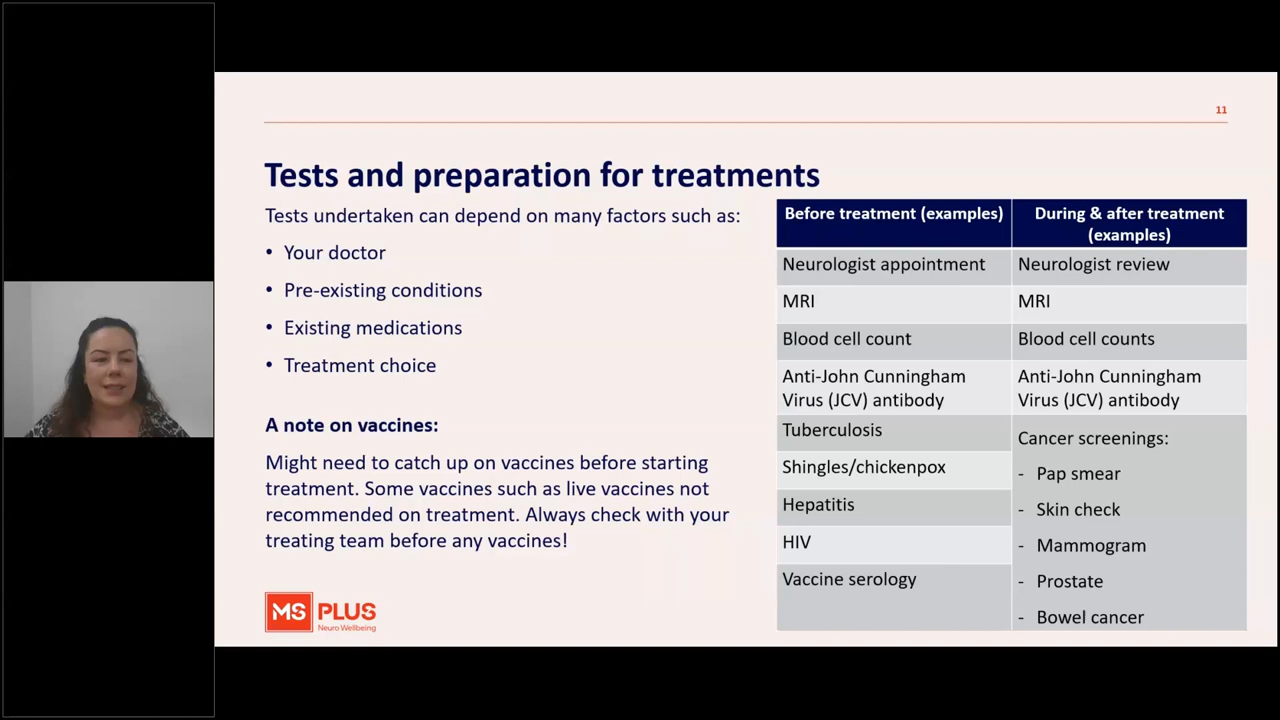 11
Tests and preparation for treatments
Tests undertaken can depend on many factors such as:
• Your doctor
• Pre-existing conditions
• Existing medications
• Treatment choice
A note on vaccines:
Might need to catch up on vaccines before starting
treatment. Some vaccines such as live vaccines not
recommended on treatment. Always check with your
treating team before any vaccines!
MS PLUS
Neuro Wellbeing
Before treatment (examples)
During & after treatment
(examples)
Neurologist appointment
Neurologist review
MRI
MRI
Blood cell count
Blood cell counts
Anti-John Cunningham
Virus (JCV) antibody
Anti-John Cunningham
Virus (JCV) antibody
Tuberculosis
Shingles/chickenpox
Hepatitis
HIV
Vaccine serology
Cancer screenings:
- Pap smear
- Skin check
- Mammogram
- Prostate
- Bowel cancer